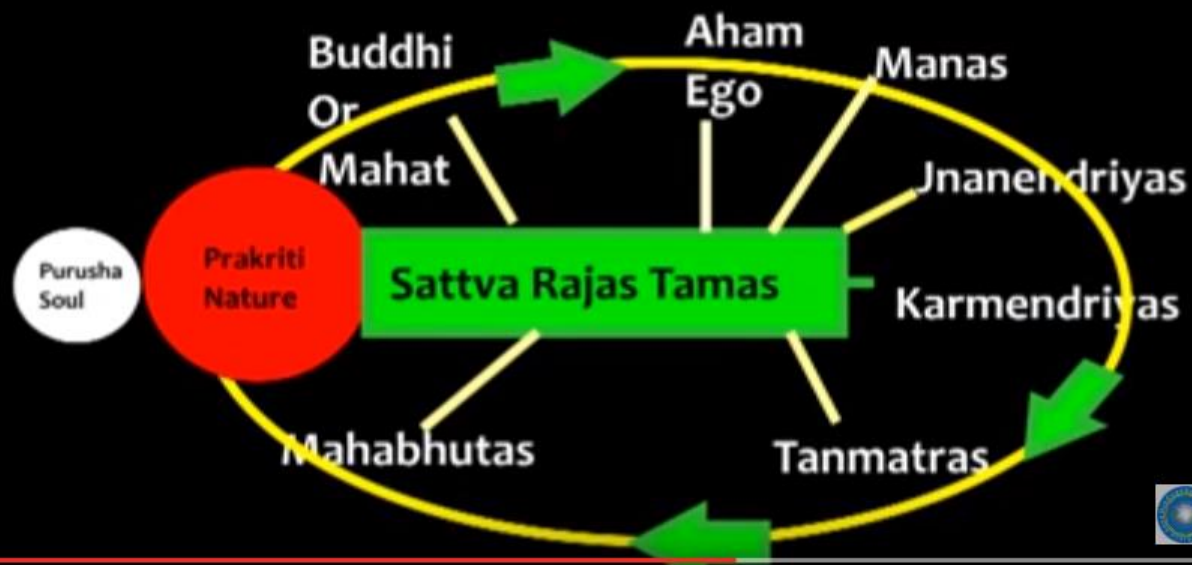 Buddhi
Or
Mahat
Aham
Ego
Manas
Jnanendriyas
Purusha
Soul
Prakriti
Nature
Sattva Rajas Tamas
Karmendriyas
Mahabhutas
Tanmatras